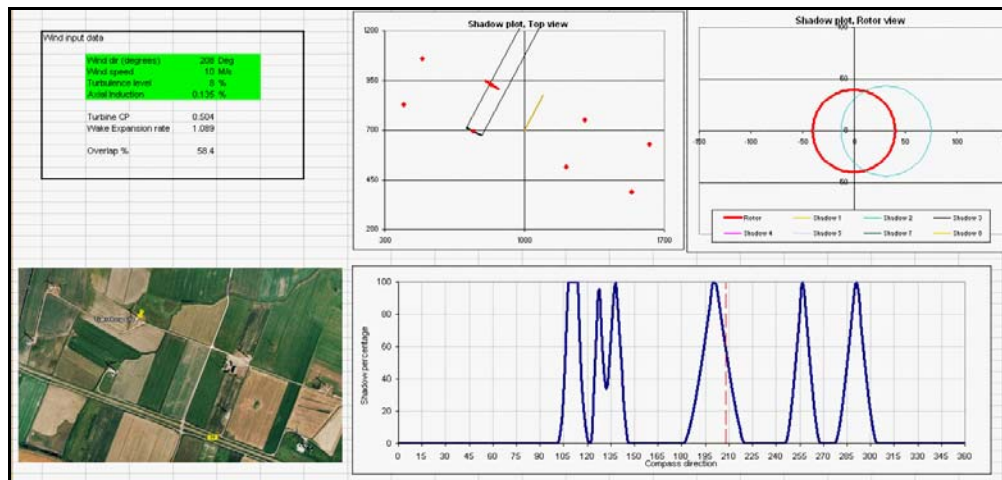 Wind input data
Wind dir (degrees) 208 Deg
Wind speed 10 M/s
Turbulence level 8 %
Axial Induction 0.135 %
Turbine CP 0.504
Wake Expansion rate 1.089
Overlap % 58.4
Shadow plot, Top view
1200
950
700
450
200
300 1000 1700
Shadow plot, Rotor view
100
50
0
-150 -100 -50 0 50 100
50
Rotor Shadow 1 Shadow 2 Shadow 3
Shadow 4 Shadow 5 Shadow 7 Shadow 8
Shadow percentage
100
80
60
40
20
0
0 15 30 45 60 75 90 105 120 135 150 165 180 195 210 225 240 255 270 285 300 315 330 345 360
Compass direction